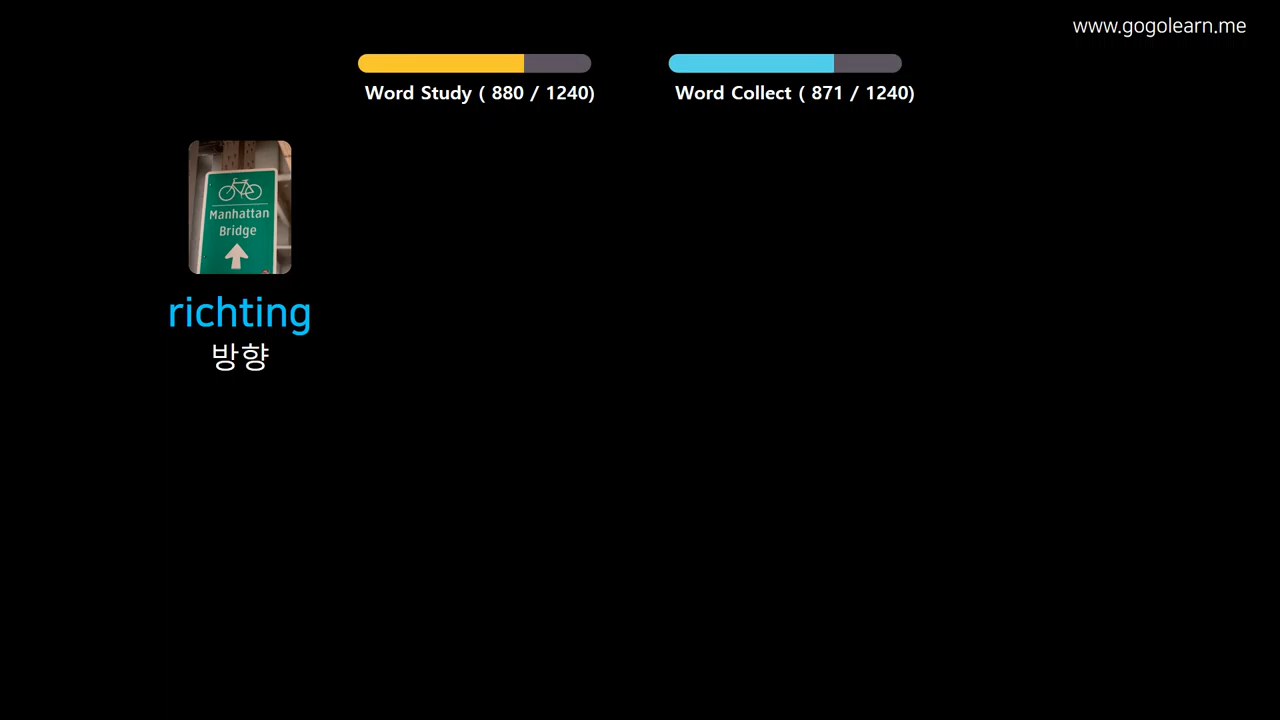 www.gogolearn.me
Word Study ( 880 / 1240)
Word Collect ( 871 / 1240)
Manhattan
Bridge
richting
방향